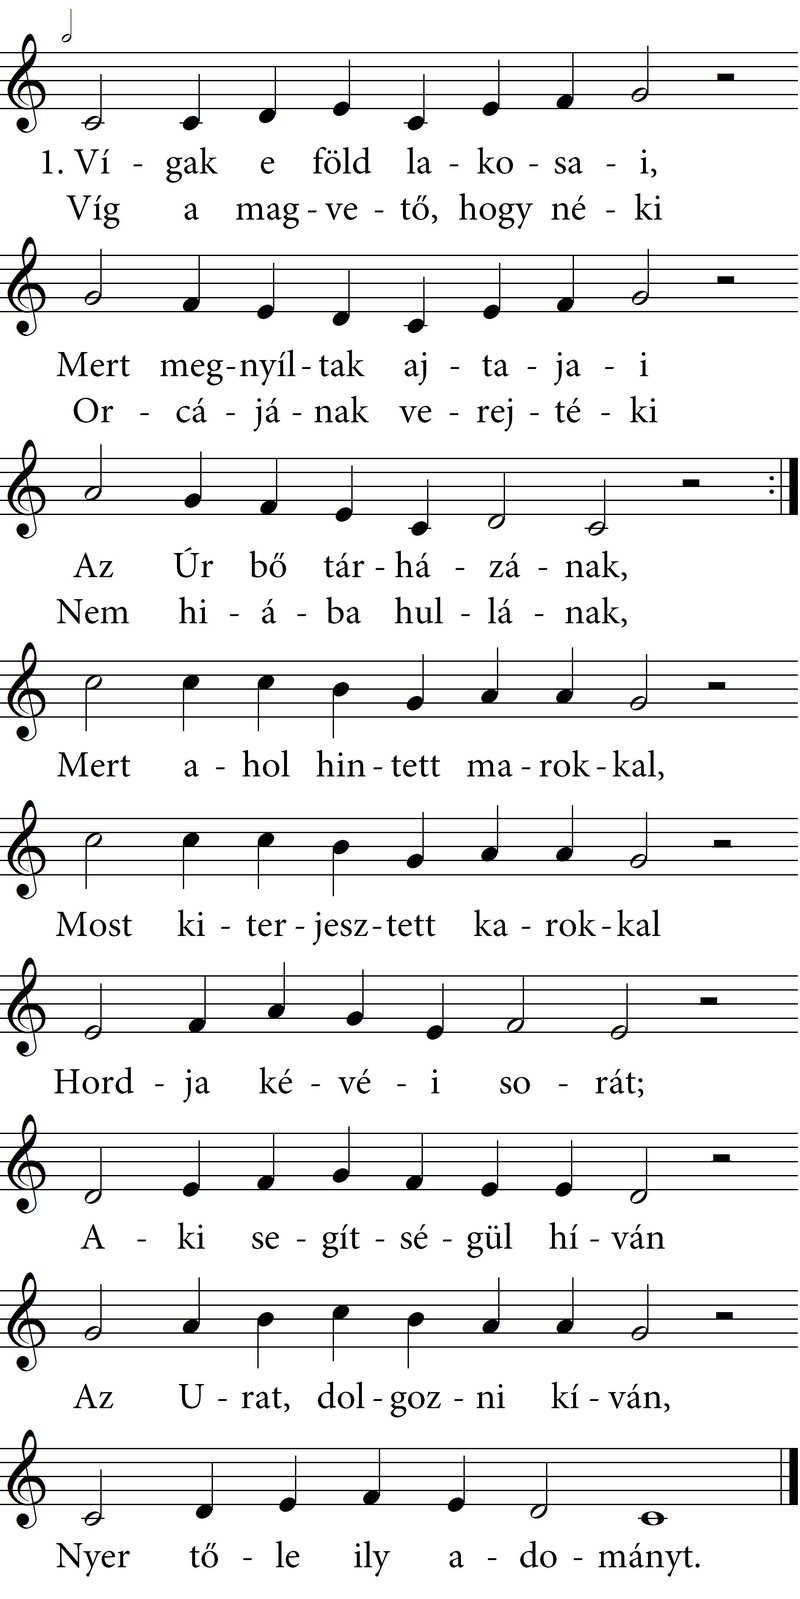 1. Ví - gak e föld la - ko - sa - i,
Víg a mag - ve - tő, hogy né - ki
Mert meg - nyíl - tak aj - ta - ja - i
Or - cá - já - nak ve - rej - té - ki
Az Úr bő tár - há - zá - nak,
Nem hi - á - ba hul - lá - nak,
Mert a - hol hin - tett ma - rok - kal,
Most ki - ter - jesz - tett ka - rok - kal
Hord - ja ké - vé - i so - rát;
A - ki se - gít - sé - gül hí - ván
Az U - rat, dol - goz - ni kí - ván,
Nyer tő - le ily a - do - mányt.